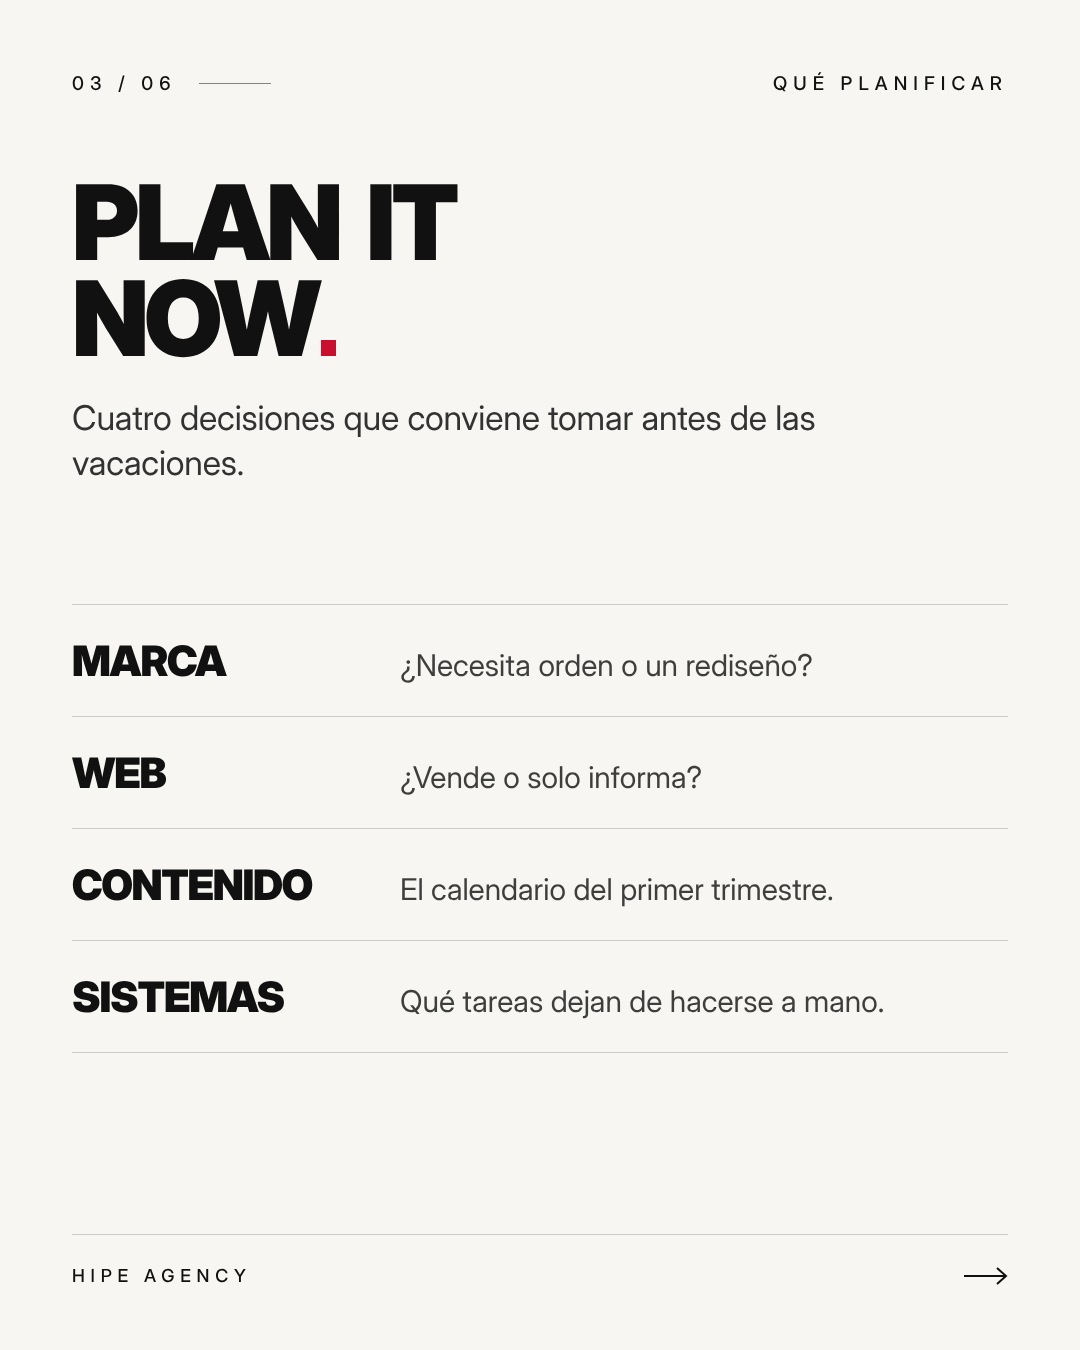 03 / 06
QUÉ PLANIFICAR
PLAN IT
NOW.
Cuatro decisiones que conviene tomar antes de las
vacaciones.
MARCA
¿Necesita orden o un rediseño?
WEB
¿Vende o solo informa?
CONTENIDO
El calendario del primer trimestre.
SISTEMAS
Qué tareas dejan de hacerse a mano.
HIPE AGENCY